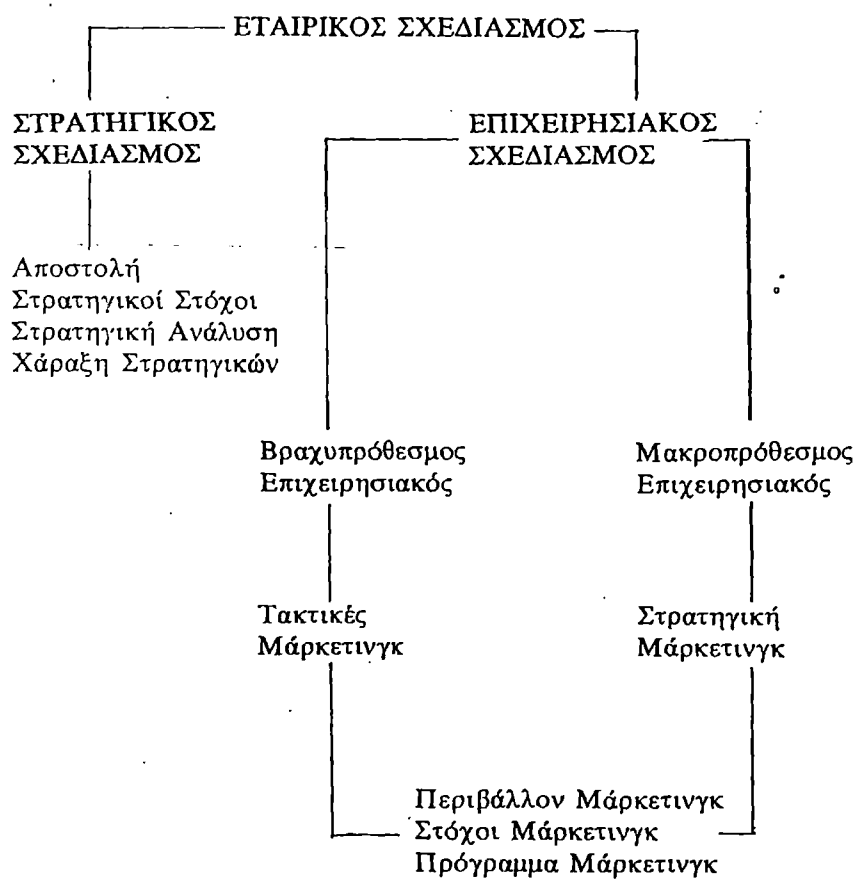 ΕΤΑΙΡΙΚΟΣ ΣΧΕΔΙΑΣΜΟΣ
ΣΤΡΑΤΗΓΙΚΟΣ
ΣΧΕΔΙΑΣΜΟΣ
ΕΠΙΧΕΙΡΗΣΙΑΚΟΣ
ΣΧΕΔΙΑΣΜΟΣ
Αποστολή
Στρατηγικοί Στόχοι
Στρατηγική Ανάλυση
Χάραξη Στρατηγικών
Βραχυπρόθεσμος
Επιχειρησιακός
Μακροπρόθεσμος
Επιχειρησιακός
Τακτικές
Μάρκετινγκ
Στρατηγική
Μάρκετινγκ
Περιβάλλον Μάρκετινγκ
Στόχοι Μάρκετινγκ
Πρόγραμμα Μάρκετινγκ